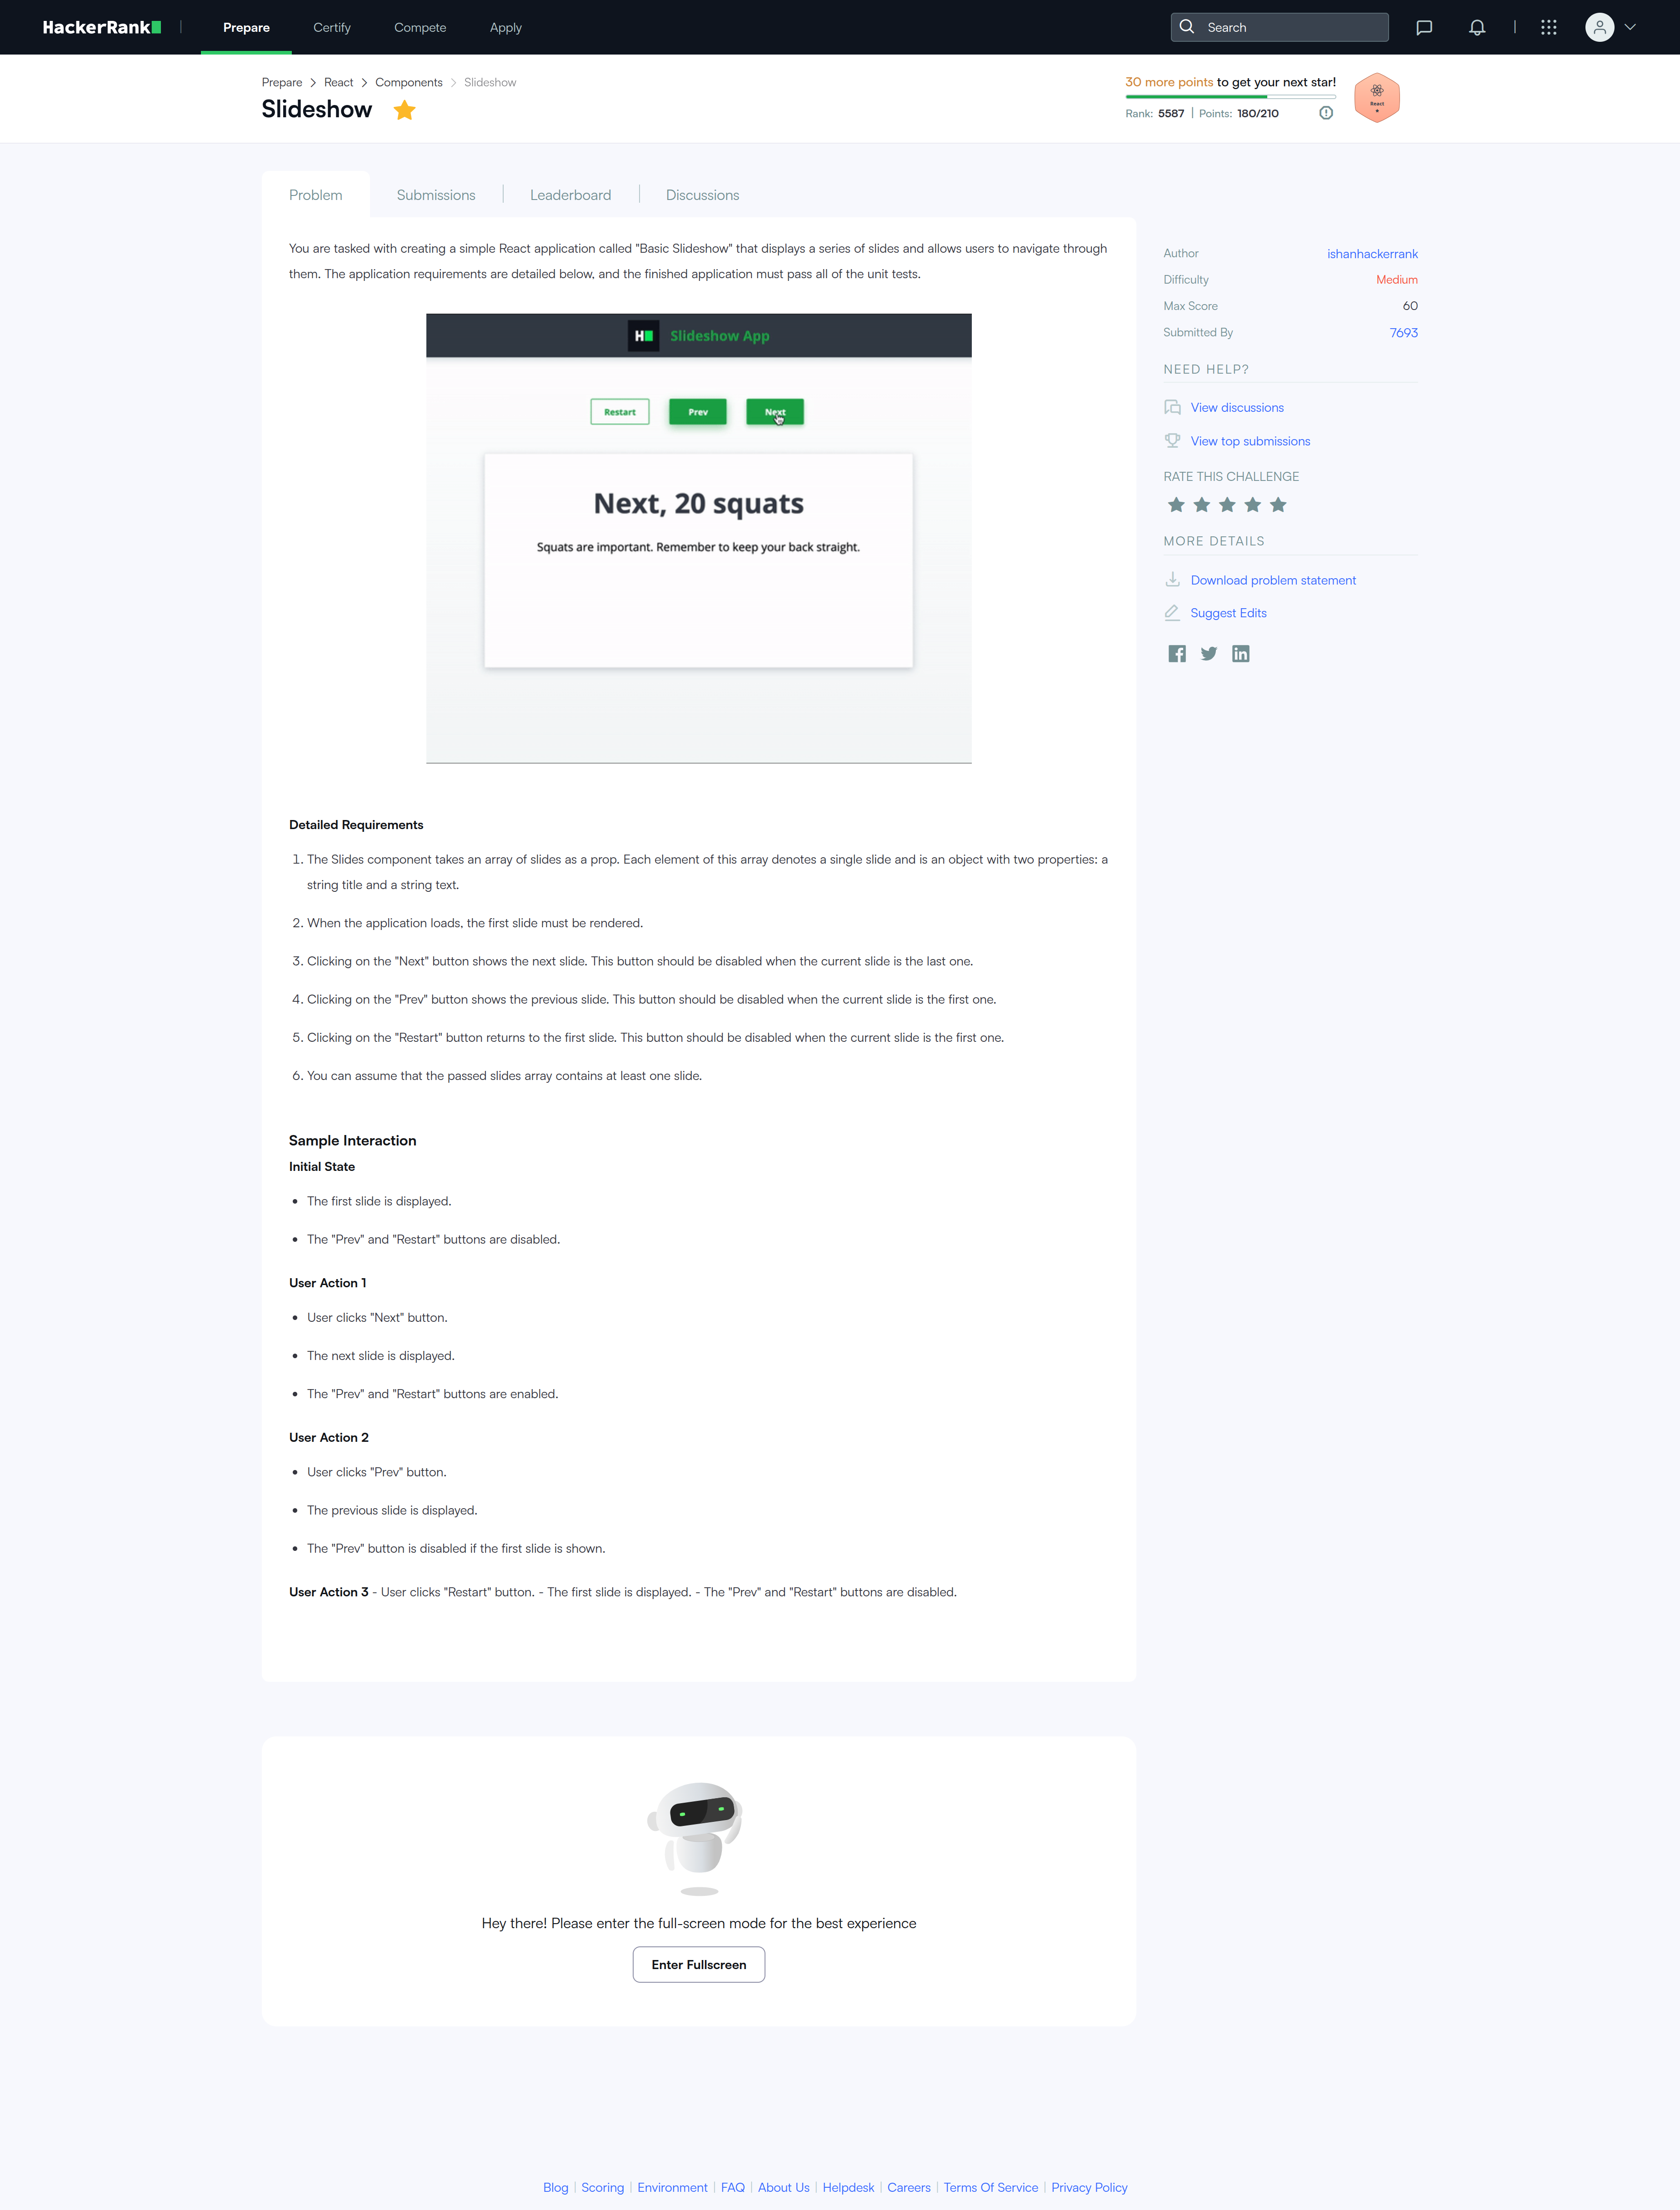 HackerRank
Prepare
Certify
Compete
Apply
Search
Prepare > React > Components > Slideshow
Slideshow
30 more points to get your next star!
Rank: 5587 | Points: 180/210
React
Problem
Submissions
Leaderboard
Discussions
You are tasked with creating a simple React application called "Basic Slideshow" that displays a series of slides and allows users to navigate through
them. The application requirements are detailed below, and the finished application must pass all of the unit tests.
H
Slideshow App
Restart
Prev
Next
Next, 20 squats
Squats are important. Remember to keep your back straight.
Detailed Requirements
1. The Slides component takes an array of slides as a prop. Each element of this array denotes a single slide and is an object with two properties: a
string title and a string text.
2. When the application loads, the first slide must be rendered.
3. Clicking on the "Next" button shows the next slide. This button should be disabled when the current slide is the last one.
4. Clicking on the "Prev" button shows the previous slide. This button should be disabled when the current slide is the first one.
5. Clicking on the "Restart" button returns to the first slide. This button should be disabled when the current slide is the first one.
6. You can assume that the passed slides array contains at least one slide.
Sample Interaction
Initial State
• The first slide is displayed.
• The "Prev" and "Restart" buttons are disabled.
User Action 1
• User clicks "Next" button.
• The next slide is displayed.
• The "Prev" and "Restart" buttons are enabled.
User Action 2
• User clicks "Prev" button.
• The previous slide is displayed.
• The "Prev" button is disabled if the first slide is shown.
User Action 3 - User clicks "Restart" button. - The first slide is displayed. - The "Prev" and "Restart" buttons are disabled.
Author ishanhackerrank
Difficulty Medium
Max Score 60
Submitted By 7693
NEED HELP?
View discussions
View top submissions
RATE THIS CHALLENGE
MORE DETAILS
Download problem statement
Suggest Edits
Hey there! Please enter the full-screen mode for the best experience
Enter Fullscreen
Blog | Scoring | Environment | FAQ | About Us | Helpdesk | Careers | Terms Of Service | Privacy Policy